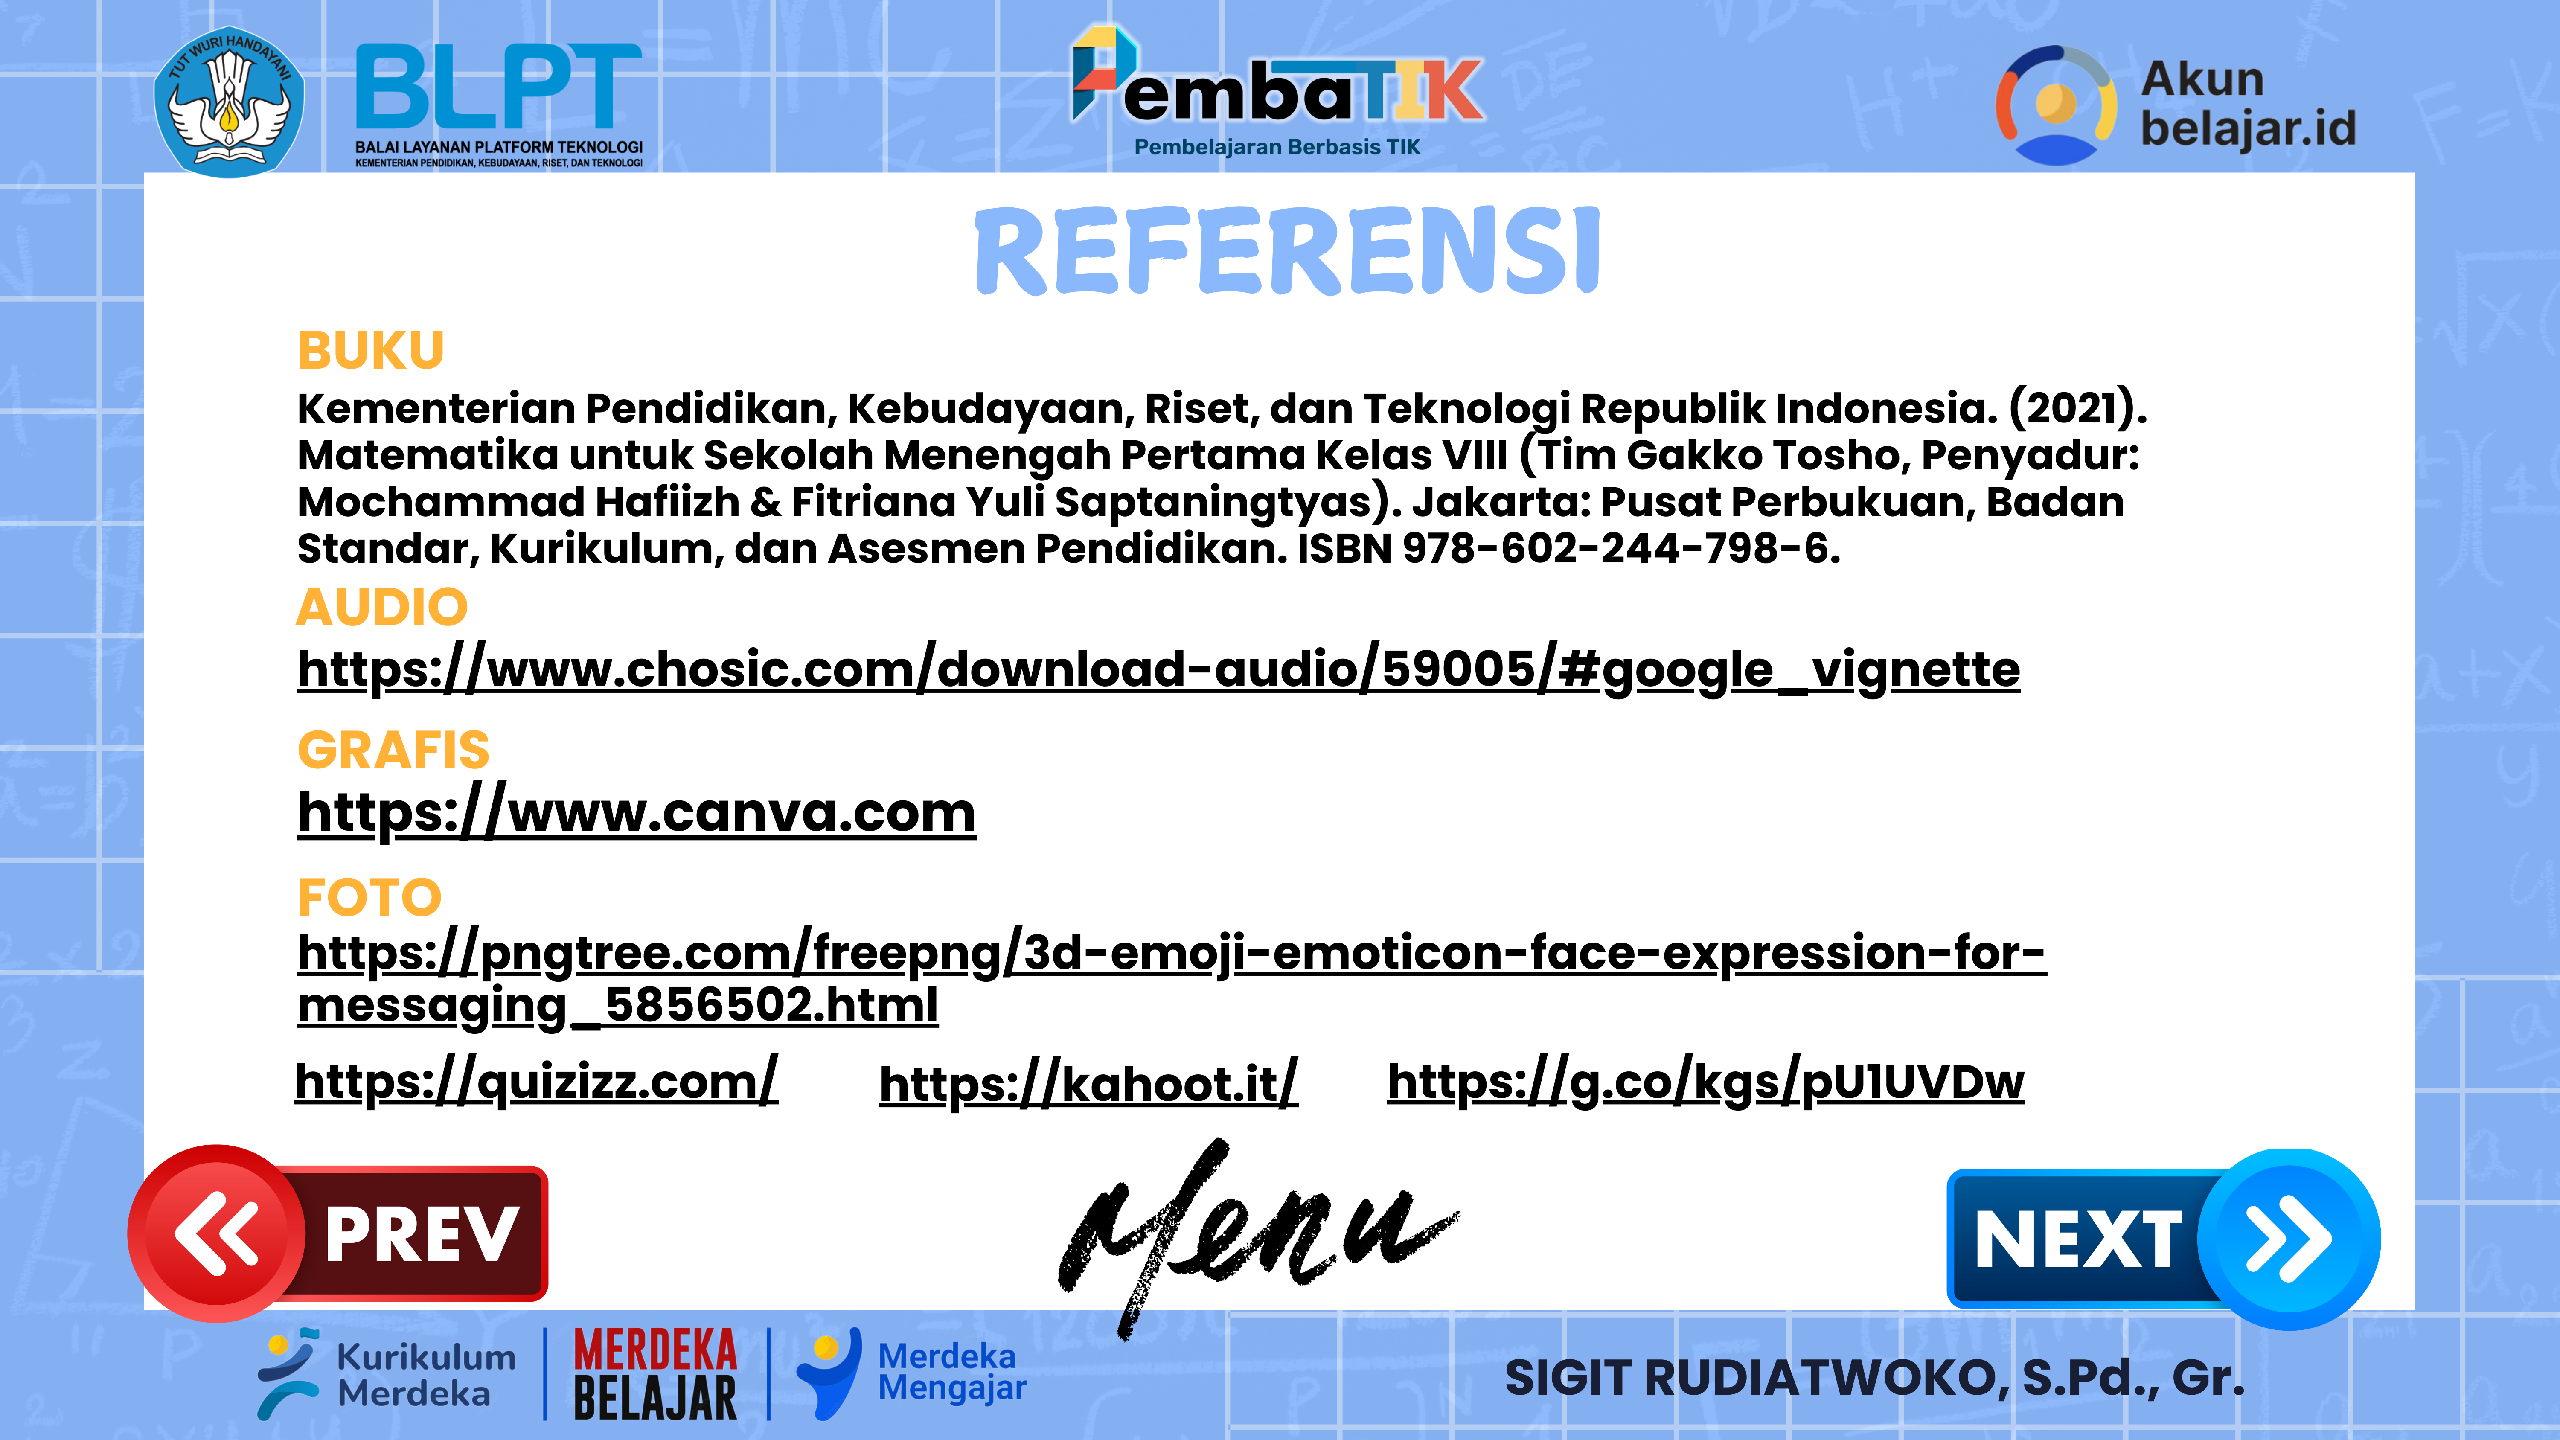 TUT WURI HANDAYANI
BLPT
BALAI LAYANAN PLATFORM TEKNOLOGI
KEMENTERIAN PENDIDIKAN, KEBUDAYAAN, RISET, DAN TEKNOLOGI
PembaTIK
Pembelajaran Berbasis TIK
Akun
belajar.id
REFERENSI
BUKU
Kementerian Pendidikan, Kebudayaan, Riset, dan Teknologi Republik Indonesia. (2021).
Matematika untuk Sekolah Menengah Pertama Kelas VIII (Tim Gakko Tosho, Penyadur:
Mochammad Hafiizh & Fitriana Yuli Saptaningtyas). Jakarta: Pusat Perbukuan, Badan
Standar, Kurikulum, dan Asesmen Pendidikan. ISBN 978-602-244-798-6.
AUDIO
https://www.chosic.com/download-audio/59005/#google_vignette
GRAFIS
https://www.canva.com
FOTO
https://pngtree.com/freepng/3d-emoji-emoticon-face-expression-for-
messaging_5856502.html
https://quizizz.com/ https://kahoot.it/ https://g.co/kgs/pU1UVDw
PREV
Menu
NEXT
Kurikulum
Merdeka
MERDEKA
BELAJAR
Merdeka
Mengajar
SIGIT RUDIATWOKO, S.Pd., Gr.